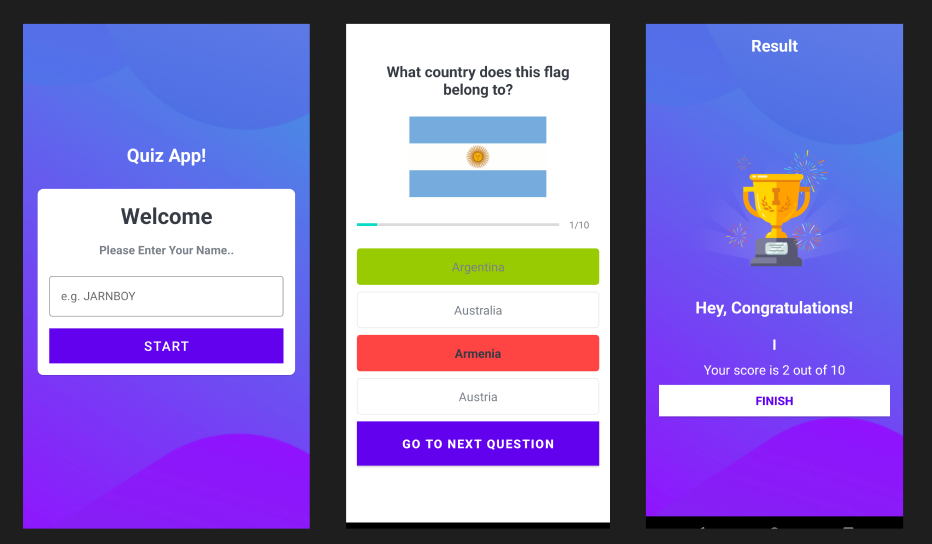 Quiz App!
Welcome
Please Enter Your Name..
e.g. JARNBOY
START
What country does this flag
belong to?
1/10
Argentina
Australia
Armenia
Austria
GO TO NEXT QUESTION
Result
Hey, Congratulations!
I
Your score is 2 out of 10
FINISH